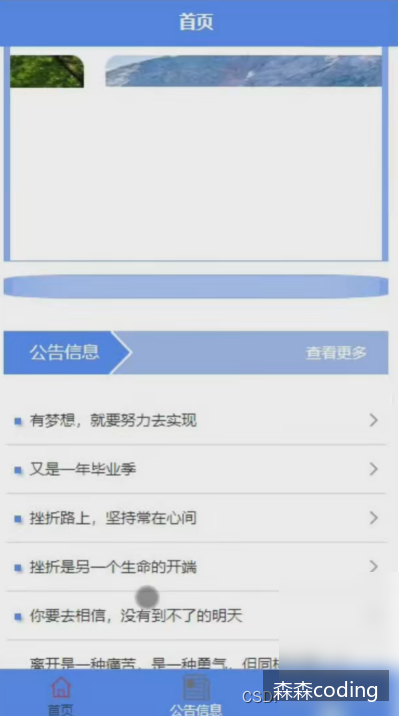 首页
公告信息
查看更多
有梦想，就要努力去实现
又是一年毕业季
挫折路上，坚持常在心间
挫折是另一个生命的开端
你要去相信，没有到不了的明天
离开是一种痛苦，是一种勇气，但同样
首页
公告信息
CSDN
森森coding